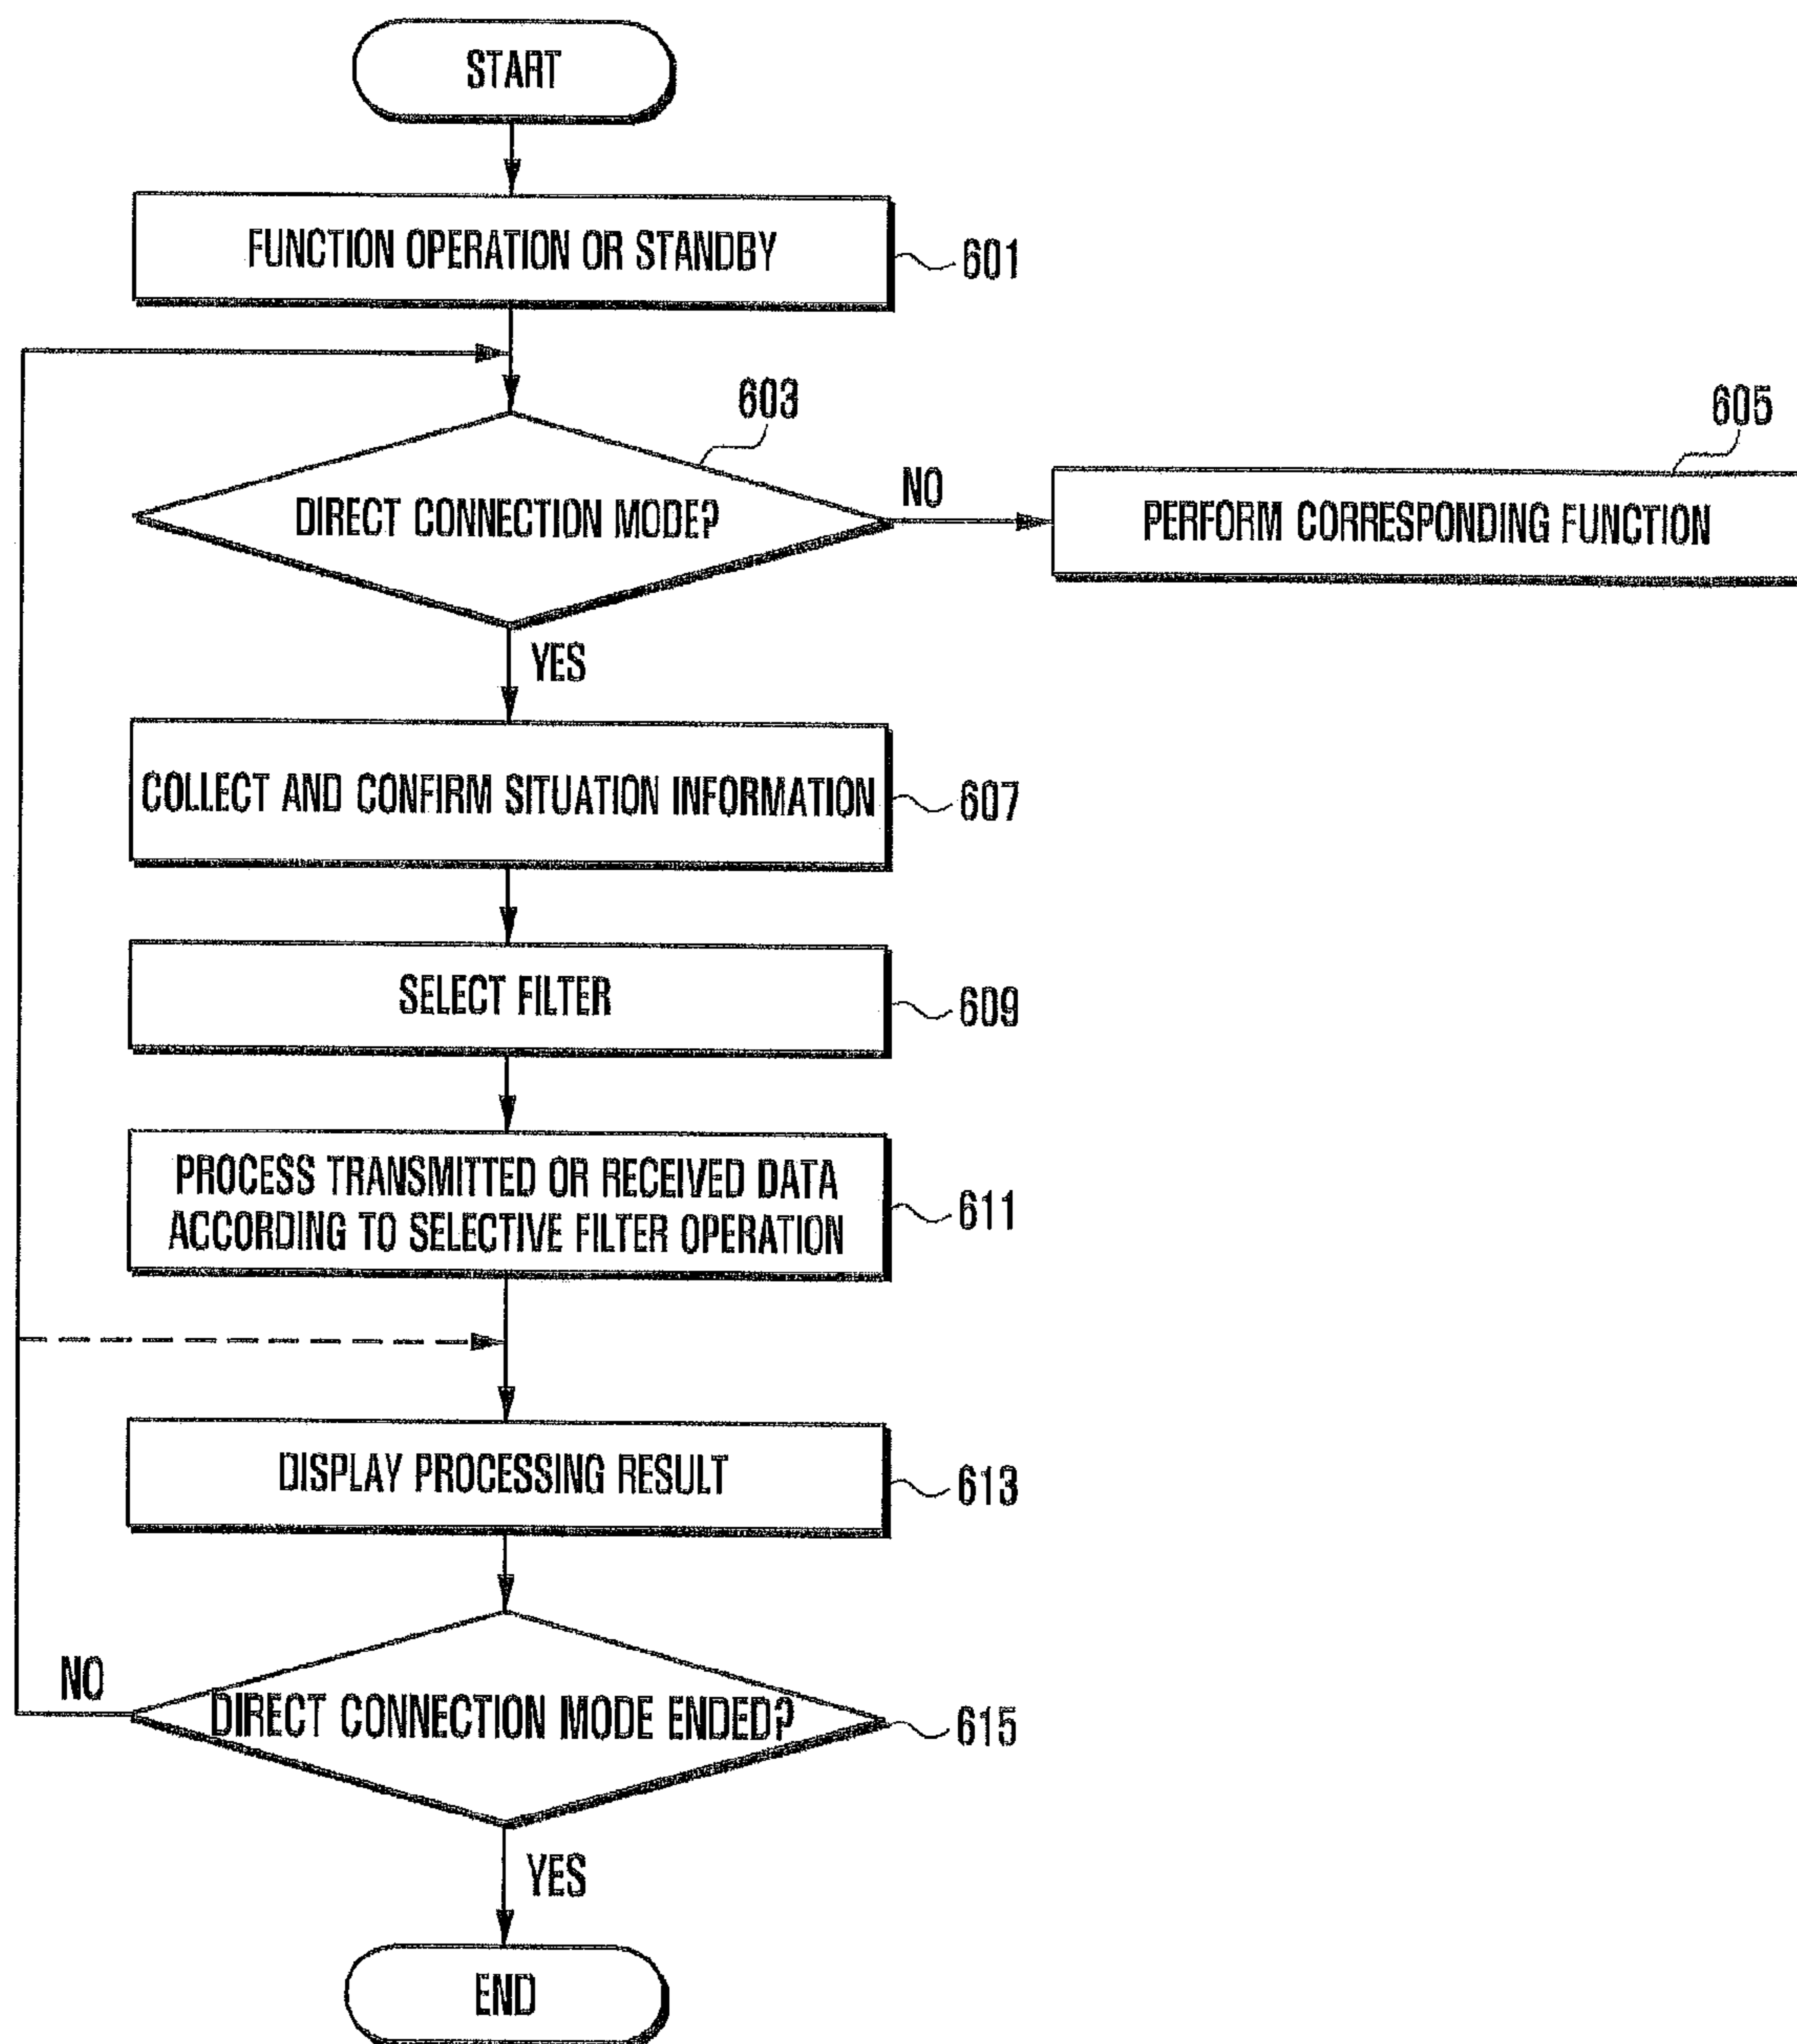 START
FUNCTION OPERATION OR STANDBY
601
603
605
DIRECT CONNECTION MODE?
NO
PERFORM CORRESPONDING FUNCTION
YES
COLLECT AND CONFIRM SITUATION INFORMATION
607
SELECT FILTER
609
PROCESS TRANSMITTED OR RECEIVED DATA
ACCORDING TO SELECTIVE FILTER OPERATION
611
DISPLAY PROCESSING RESULT
613
NO
DIRECT CONNECTION MODE ENDED?
615
YES
END